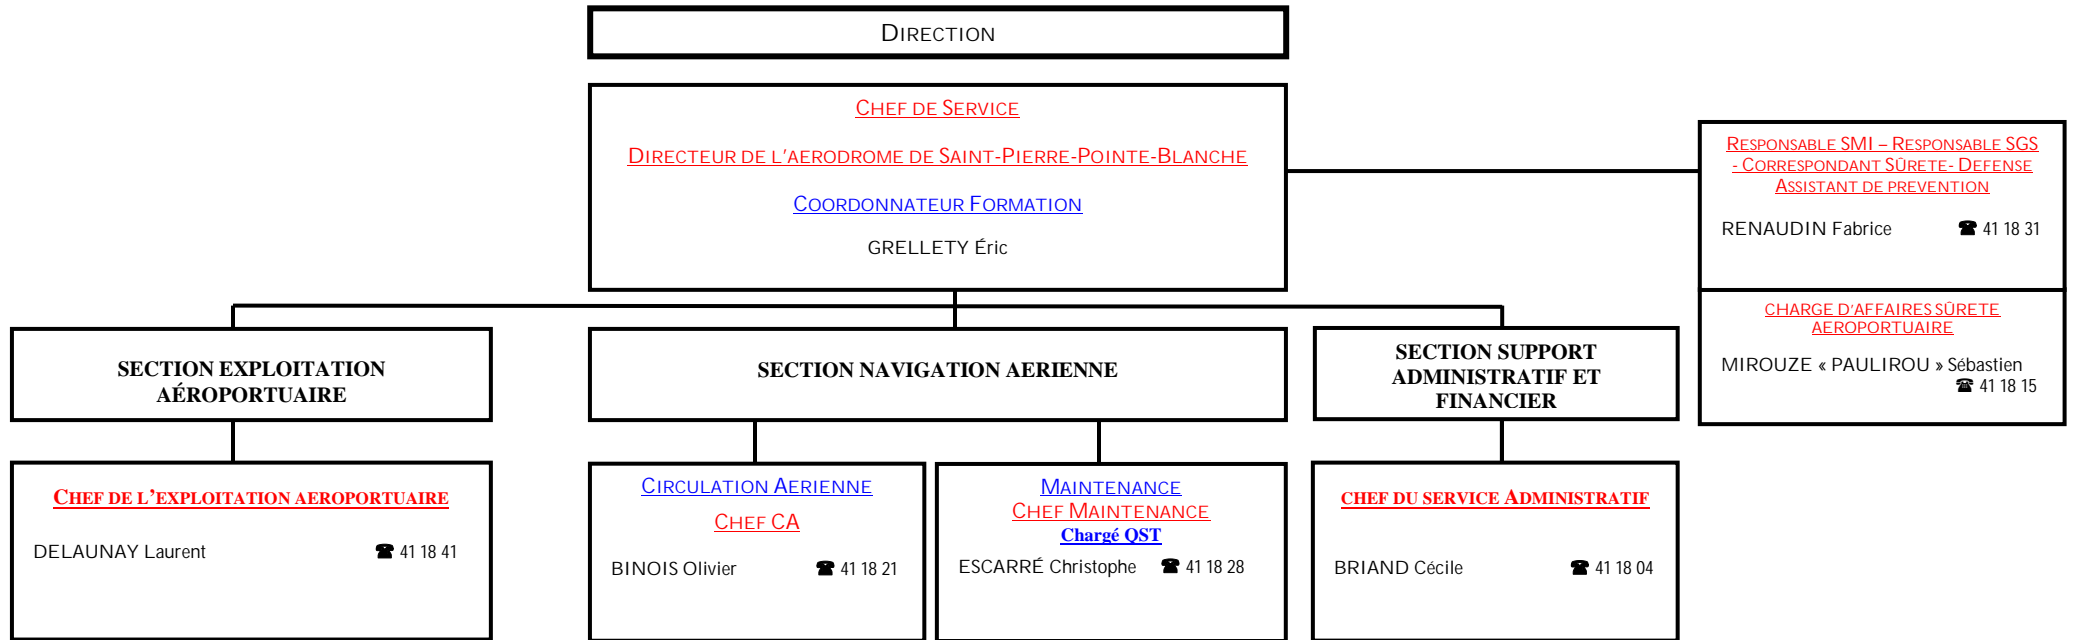 DIRECTION
CHEF DE SERVICE
DIRECTEUR DE L'AERODROME DE SAINT-PIERRE-POINTE-BLANCHE
COORDONNATEUR FORMATION
GRELLETY Éric
RESPONSABLE SMI – RESPONSABLE SGS
- CORRESPONDANT SÛRETE- DEFENSE
ASSISTANT DE PREVENTION
RENAUDIN Fabrice ☎ 41 18 31
CHARGE D'AFFAIRES SÛRETE
AEROPORTUAIRE
MIROUZE « PAULIROU » Sébastien
☎ 41 18 15
SECTION EXPLOITATION
AÉROPORTUAIRE
SECTION NAVIGATION AERIENNE
SECTION SUPPORT
ADMINISTRATIF ET
FINANCIER
CHEF DE L'EXPLOITATION AEROPORTUAIRE
DELAUNAY Laurent ☎ 41 18 41
CIRCULATION AERIENNE
CHEF CA
BINOIS Olivier ☎ 41 18 21
MAINTENANCE
CHEF MAINTENANCE
Chargé QST
ESCARRÉ Christophe ☎ 41 18 28
CHEF DU SERVICE ADMINISTRATIF
BRIAND Cécile ☎ 41 18 04